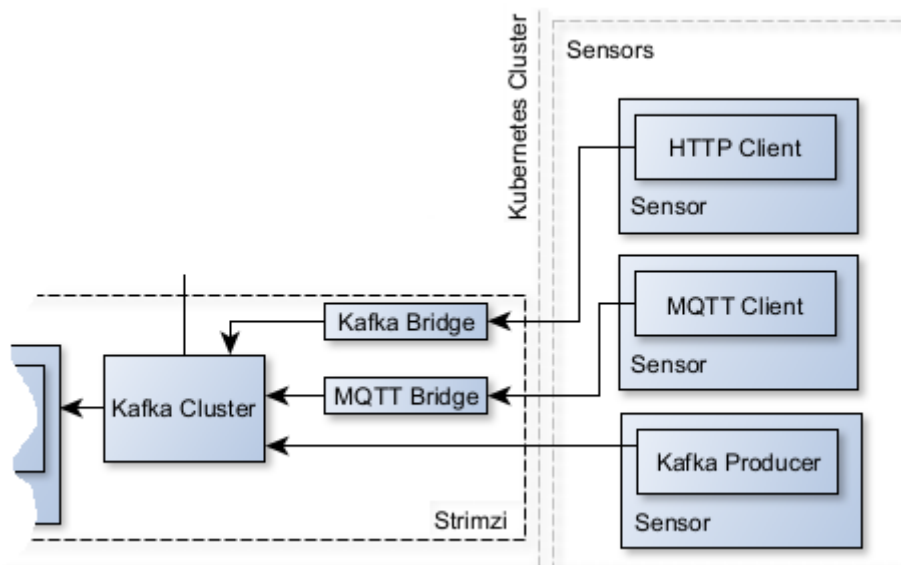 Kubernetes Cluster
Sensors
HTTP Client
Sensor
MQTT Client
Sensor
Kafka Bridge
MQTT Bridge
Kafka Cluster
Kafka Producer
Sensor
Strimzi